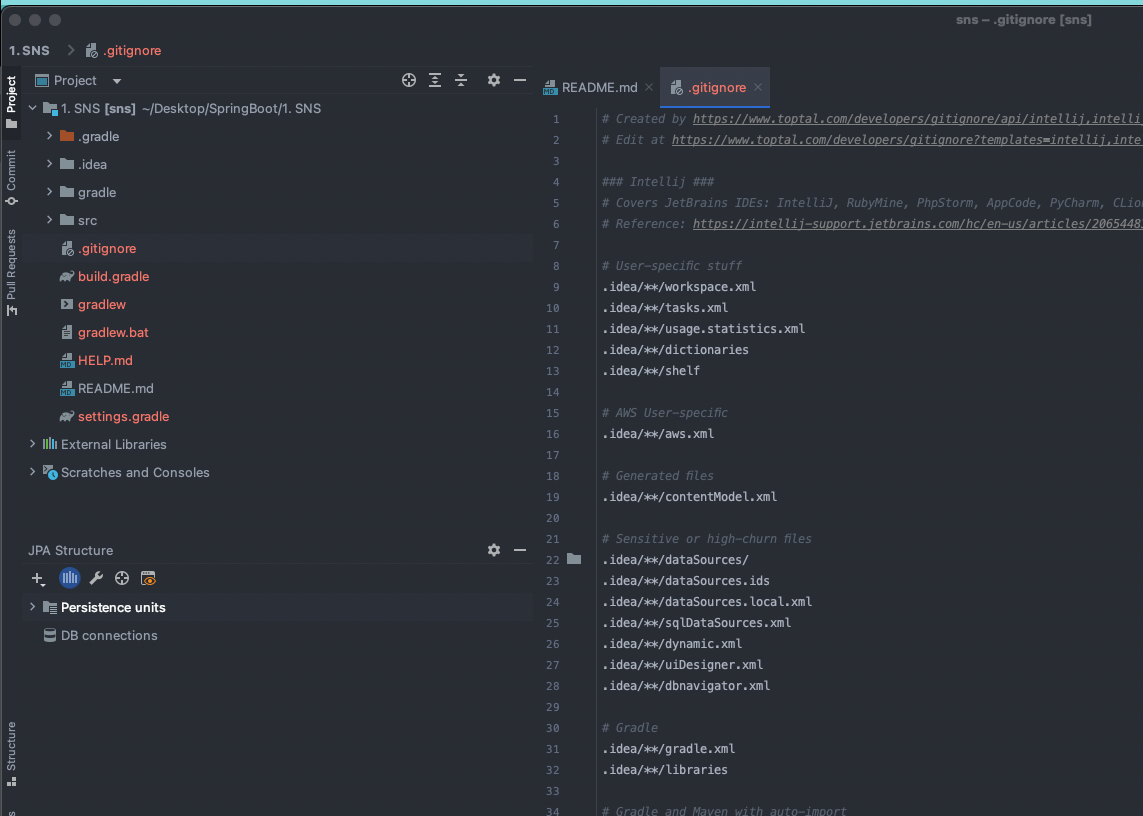 sns – .gitignore [sns]
1. SNS > .gitignore
Project
Project
Commit
Pull Requests
Structure
1. SNS [sns] ~/Desktop/SpringBoot/1. SNS
.gradle
.idea
gradle
src
.gitignore
build.gradle
gradlew
gradlew.bat
HELP.md
README.md
settings.gradle
External Libraries
Scratches and Consoles
JPA Structure
Persistence units
DB connections
README.md
.gitignore
1 # Created by https://www.toptal.com/developers/gitignore/api/intellij,intelli
2 # Edit at https://www.toptal.com/developers/gitignore?templates=intellij,inte
3
4 ### Intellij ###
5 # Covers JetBrains IDEs: IntelliJ, RubyMine, PhpStorm, AppCode, PyCharm, CLion
6 # Reference: https://intellij-support.jetbrains.com/hc/en-us/articles/2065448
7
8 # User-specific stuff
9 .idea/**/workspace.xml
10 .idea/**/tasks.xml
11 .idea/**/usage.statistics.xml
12 .idea/**/dictionaries
13 .idea/**/shelf
14
15 # AWS User-specific
16 .idea/**/aws.xml
17
18 # Generated files
19 .idea/**/contentModel.xml
20
21 # Sensitive or high-churn files
22 .idea/**/dataSources/
23 .idea/**/dataSources.ids
24 .idea/**/dataSources.local.xml
25 .idea/**/sqlDataSources.xml
26 .idea/**/dynamic.xml
27 .idea/**/uiDesigner.xml
28 .idea/**/dbnavigator.xml
29
30 # Gradle
31 .idea/**/gradle.xml
32 .idea/**/libraries
33
34 # Gradle and Maven with auto-import